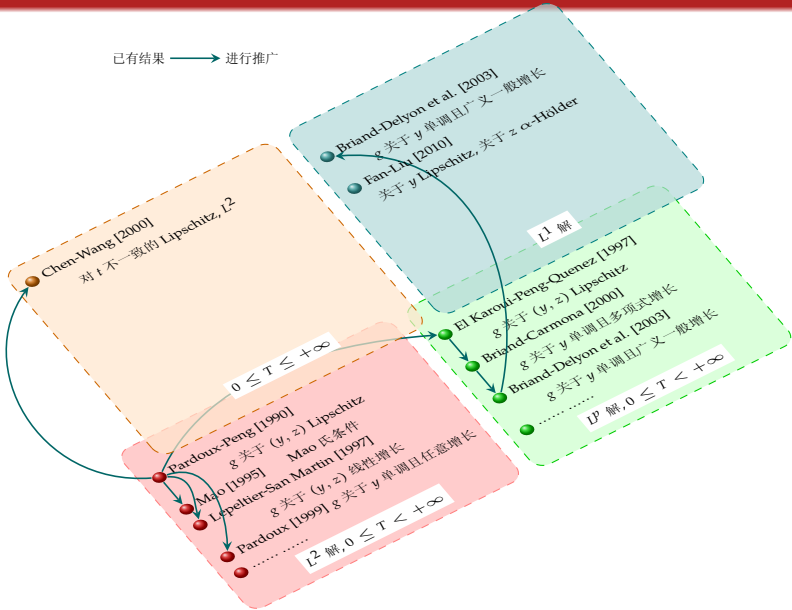 已有结果 进行推广
Briand-Delyon et al. [2003]
g 关于 y 单调且广义一般增长
Fan-Liu [2010]
关于 y Lipschitz, 关于 z α-Hölder
L¹ 解
Chen-Wang [2000]
对 t 不一致的 Lipschitz, L²
0 ≤ T ≤ +∞
El Karoui-Peng-Quenez [1997]
g 关于 (y, z) Lipschitz
Briand-Carmona [2000]
g 关于 y 单调且多项式增长
Briand-Delyon et al. [2003]
g 关于 y 单调且广义一般增长
…… ……
Lᵖ 解, 0 ≤ T < +∞
Pardoux-Peng [1990]
g 关于 (y, z) Lipschitz
Mao [1995] Mao 氏条件
Lepeltier-San Martin [1997]
g 关于 (y, z) 线性增长
Pardoux [1999] g 关于 y 单调且任意增长
…… ……
L² 解, 0 ≤ T < +∞